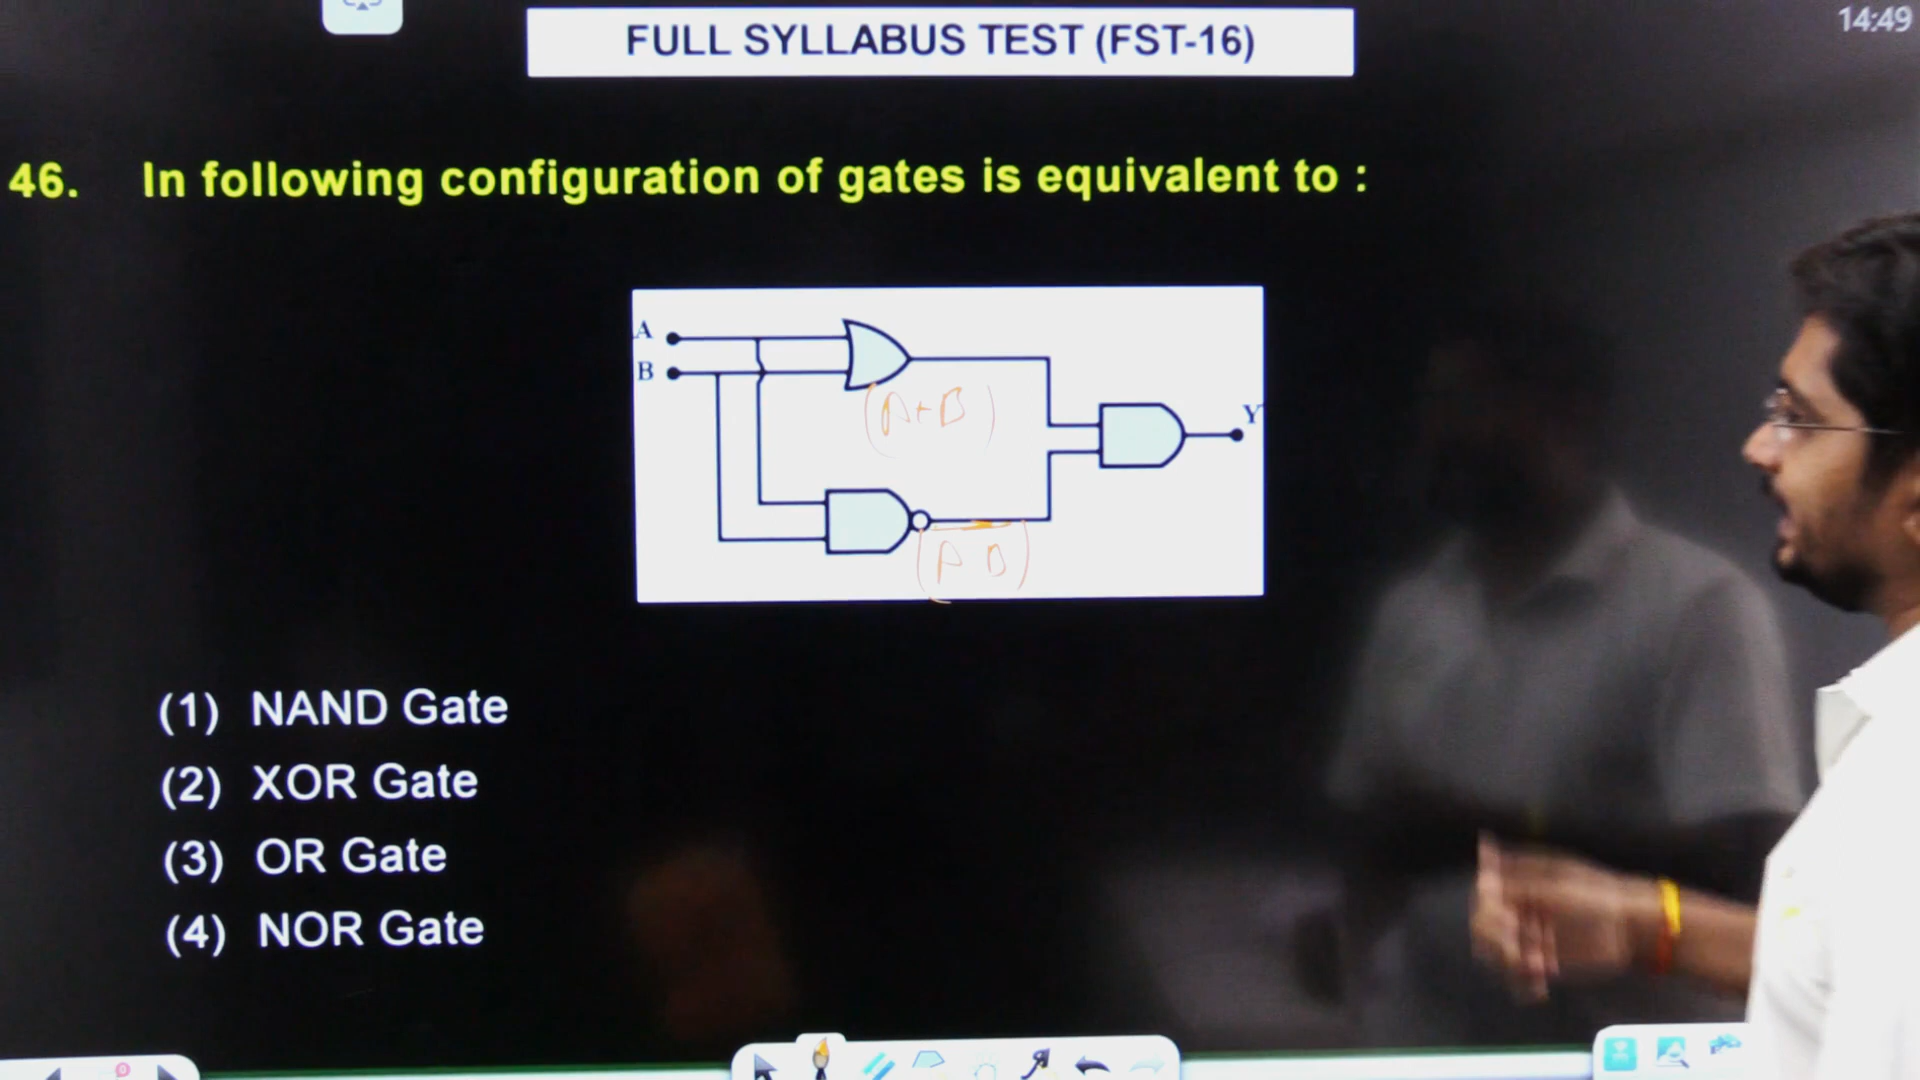 14:49
FULL SYLLABUS TEST (FST-16)
46. In following configuration of gates is equivalent to :
A
B
(A+B)
Y
(A B)
(1) NAND Gate
(2) XOR Gate
(3) OR Gate
(4) NOR Gate
0